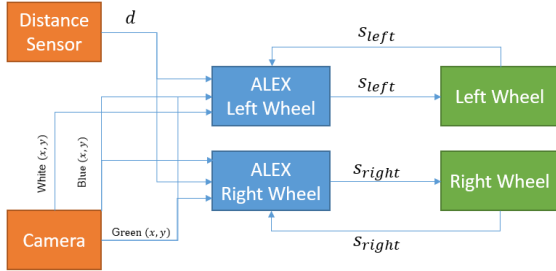 Distance
Sensor
d
ALEX
Left Wheel
s_left
s_left
Left Wheel
White (x, y)
Blue (x, y)
ALEX
Right Wheel
s_right
Right Wheel
Camera
Green (x, y)
s_right